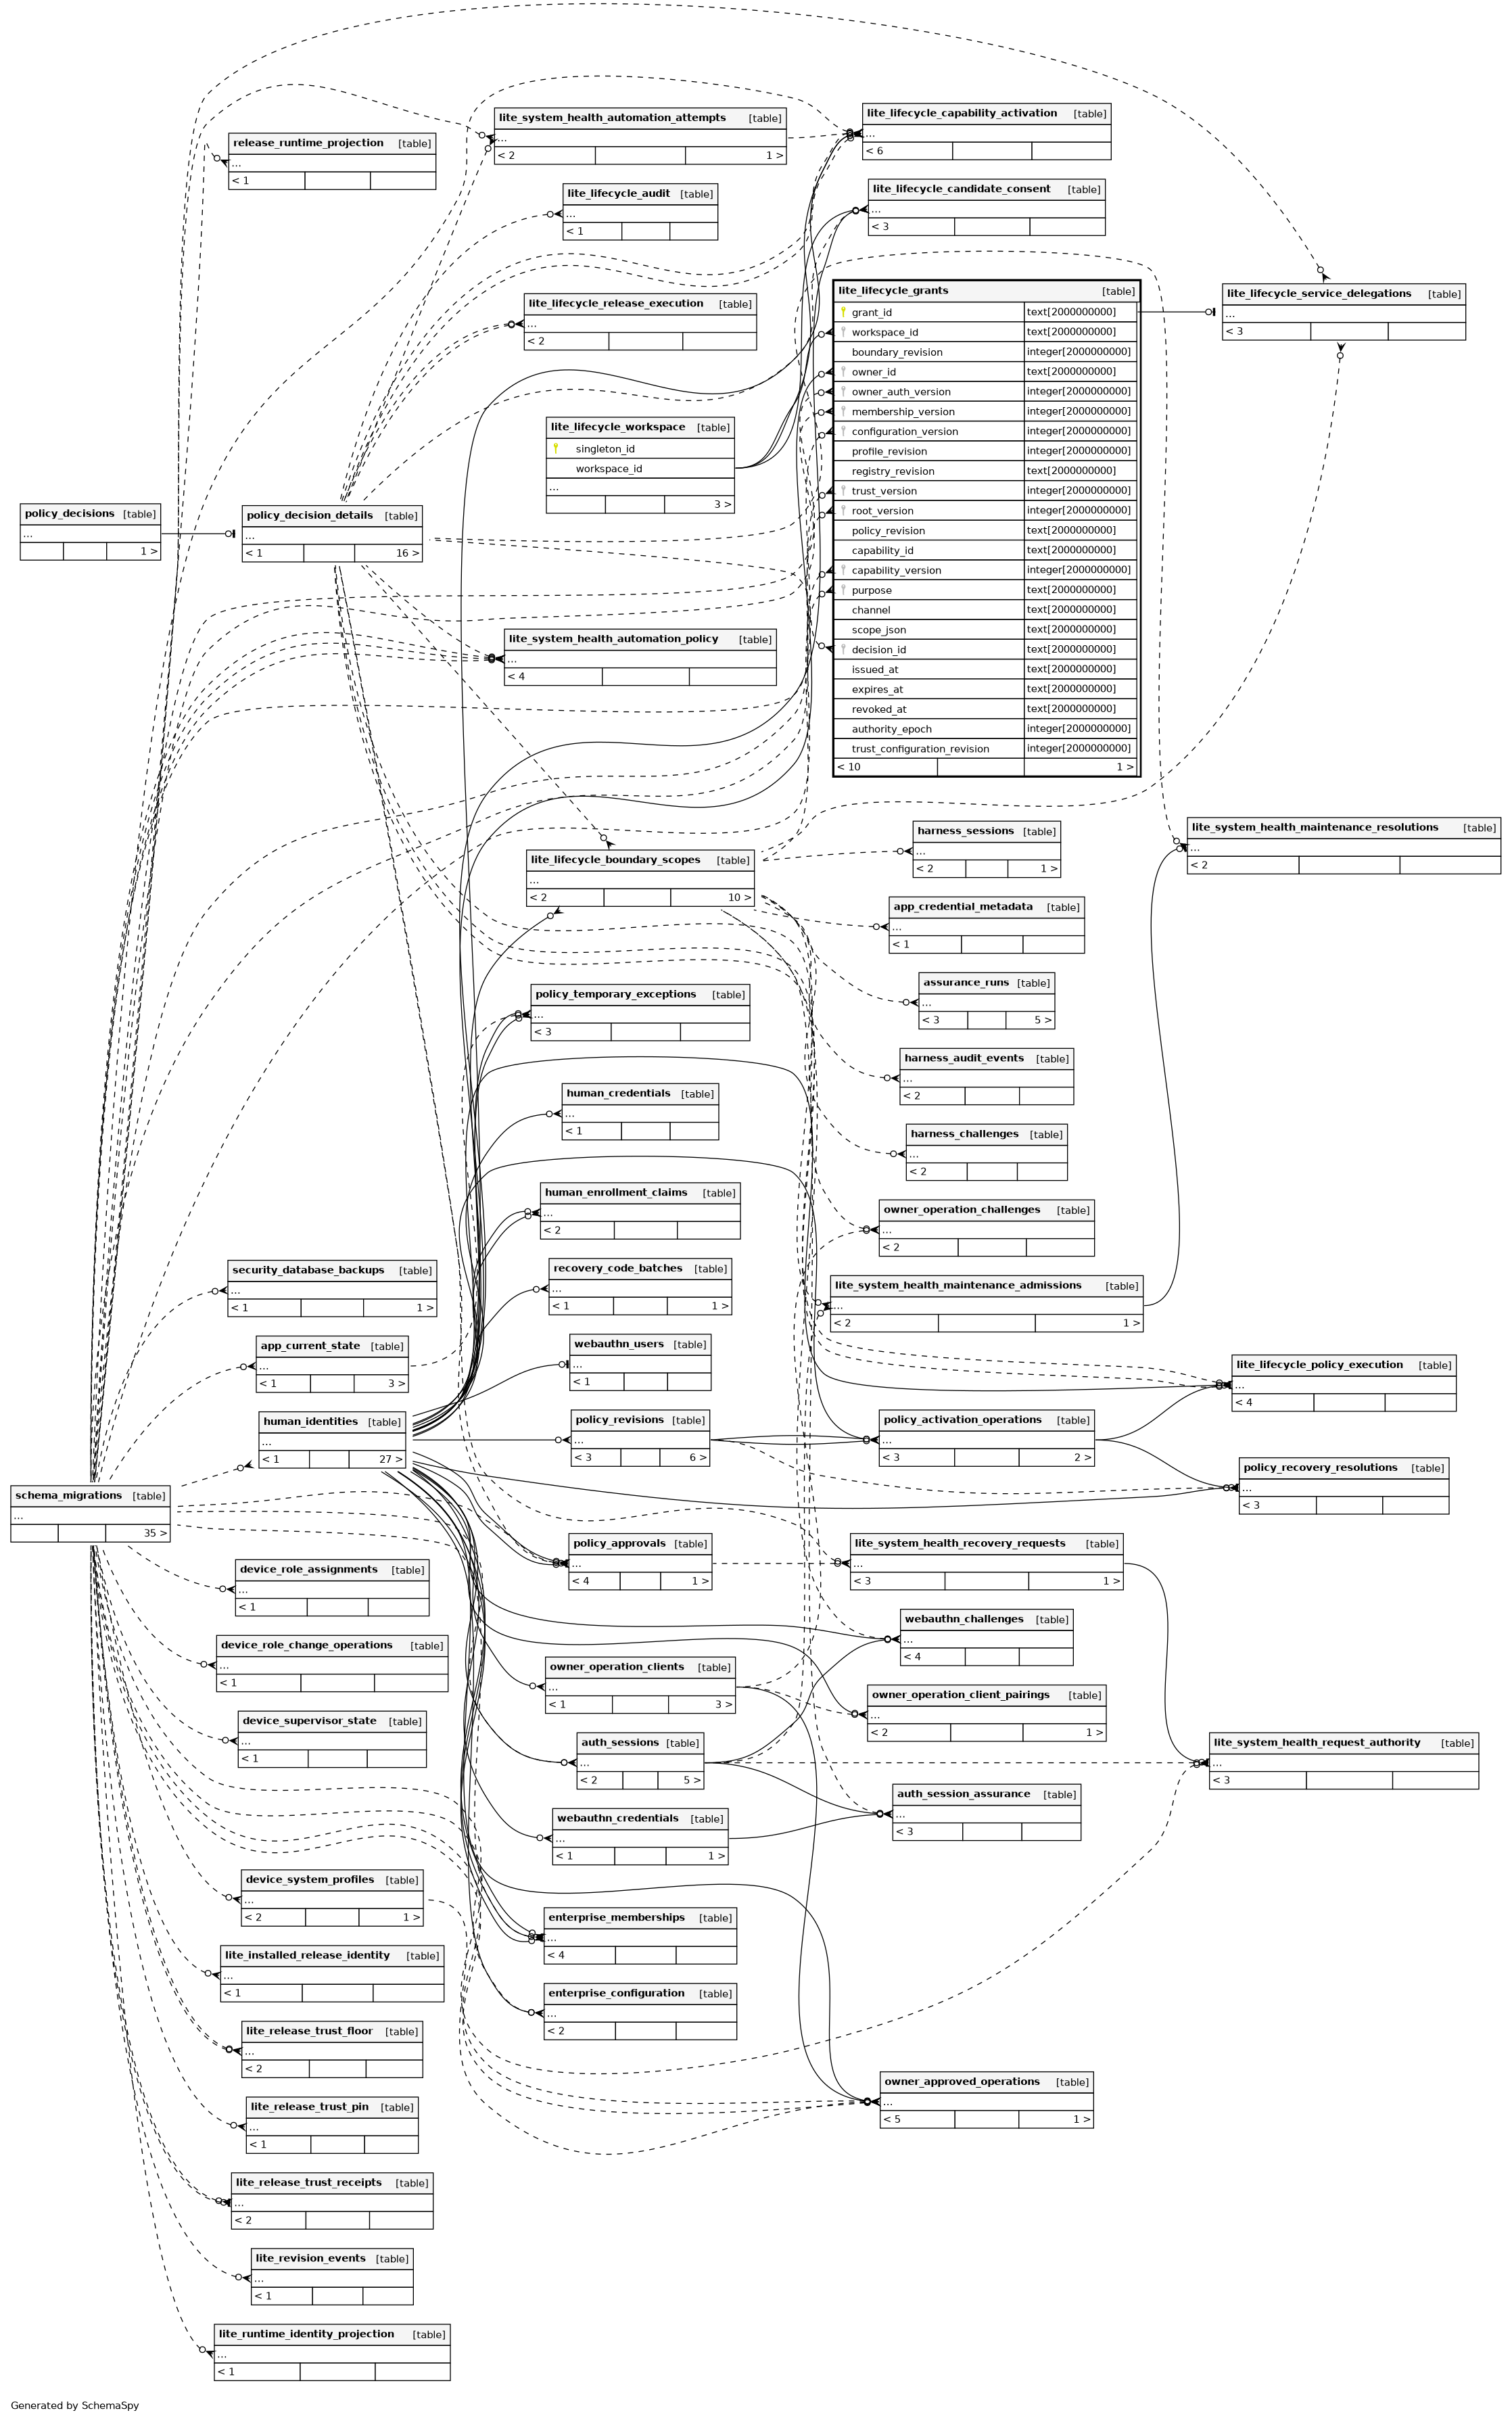 lite_system_health_automation_attempts [table]
...
< 2 1 >
lite_lifecycle_capability_activation [table]
...
< 6
release_runtime_projection [table]
...
< 1
lite_lifecycle_audit [table]
...
< 1
lite_lifecycle_candidate_consent [table]
...
< 3
lite_lifecycle_release_execution [table]
...
< 2
lite_lifecycle_grants [table]
grant_id text[2000000000]
workspace_id text[2000000000]
boundary_revision integer[2000000000]
owner_id text[2000000000]
owner_auth_version integer[2000000000]
membership_version integer[2000000000]
configuration_version integer[2000000000]
profile_revision integer[2000000000]
registry_revision text[2000000000]
trust_version integer[2000000000]
root_version integer[2000000000]
policy_revision text[2000000000]
capability_id text[2000000000]
capability_version integer[2000000000]
purpose text[2000000000]
channel text[2000000000]
scope_json text[2000000000]
decision_id text[2000000000]
issued_at text[2000000000]
expires_at text[2000000000]
revoked_at text[2000000000]
authority_epoch integer[2000000000]
trust_configuration_revision integer[2000000000]
< 10 1 >
lite_lifecycle_service_delegations [table]
...
< 3
lite_lifecycle_workspace [table]
singleton_id
workspace_id
...
3 >
policy_decisions [table]
...
1 >
policy_decision_details [table]
...
< 1 16 >
lite_system_health_automation_policy [table]
...
< 4
lite_lifecycle_boundary_scopes [table]
...
< 2 10 >
harness_sessions [table]
...
< 2 1 >
lite_system_health_maintenance_resolutions [table]
...
< 2
app_credential_metadata [table]
...
< 1
assurance_runs [table]
...
< 3 5 >
policy_temporary_exceptions [table]
...
< 3
harness_audit_events [table]
...
< 2
human_credentials [table]
...
< 1
harness_challenges [table]
...
< 2
human_enrollment_claims [table]
...
< 2
owner_operation_challenges [table]
...
< 2
security_database_backups [table]
...
< 1 1 >
recovery_code_batches [table]
...
< 1 1 >
lite_system_health_maintenance_admissions [table]
...
< 2 1 >
app_current_state [table]
...
< 1 3 >
webauthn_users [table]
...
< 1
lite_lifecycle_policy_execution [table]
...
< 4
human_identities [table]
...
< 1 27 >
policy_revisions [table]
...
< 3 6 >
policy_activation_operations [table]
...
< 3 2 >
policy_recovery_resolutions [table]
...
< 3
schema_migrations [table]
...
35 >
policy_approvals [table]
...
< 4 1 >
lite_system_health_recovery_requests [table]
...
< 3 1 >
device_role_assignments [table]
...
< 1
webauthn_challenges [table]
...
< 4
device_role_change_operations [table]
...
< 1
owner_operation_clients [table]
...
< 1 3 >
owner_operation_client_pairings [table]
...
< 2 1 >
device_supervisor_state [table]
...
< 1
auth_sessions [table]
...
< 2 5 >
lite_system_health_request_authority [table]
...
< 3
auth_session_assurance [table]
...
< 3
webauthn_credentials [table]
...
< 1 1 >
device_system_profiles [table]
...
< 2 1 >
enterprise_memberships [table]
...
< 4
lite_installed_release_identity [table]
...
< 1
enterprise_configuration [table]
...
< 2
lite_release_trust_floor [table]
...
< 2
owner_approved_operations [table]
...
< 5 1 >
lite_release_trust_pin [table]
...
< 1
lite_release_trust_receipts [table]
...
< 2
lite_revision_events [table]
...
< 1
lite_runtime_identity_projection [table]
...
< 1
Generated by SchemaSpy